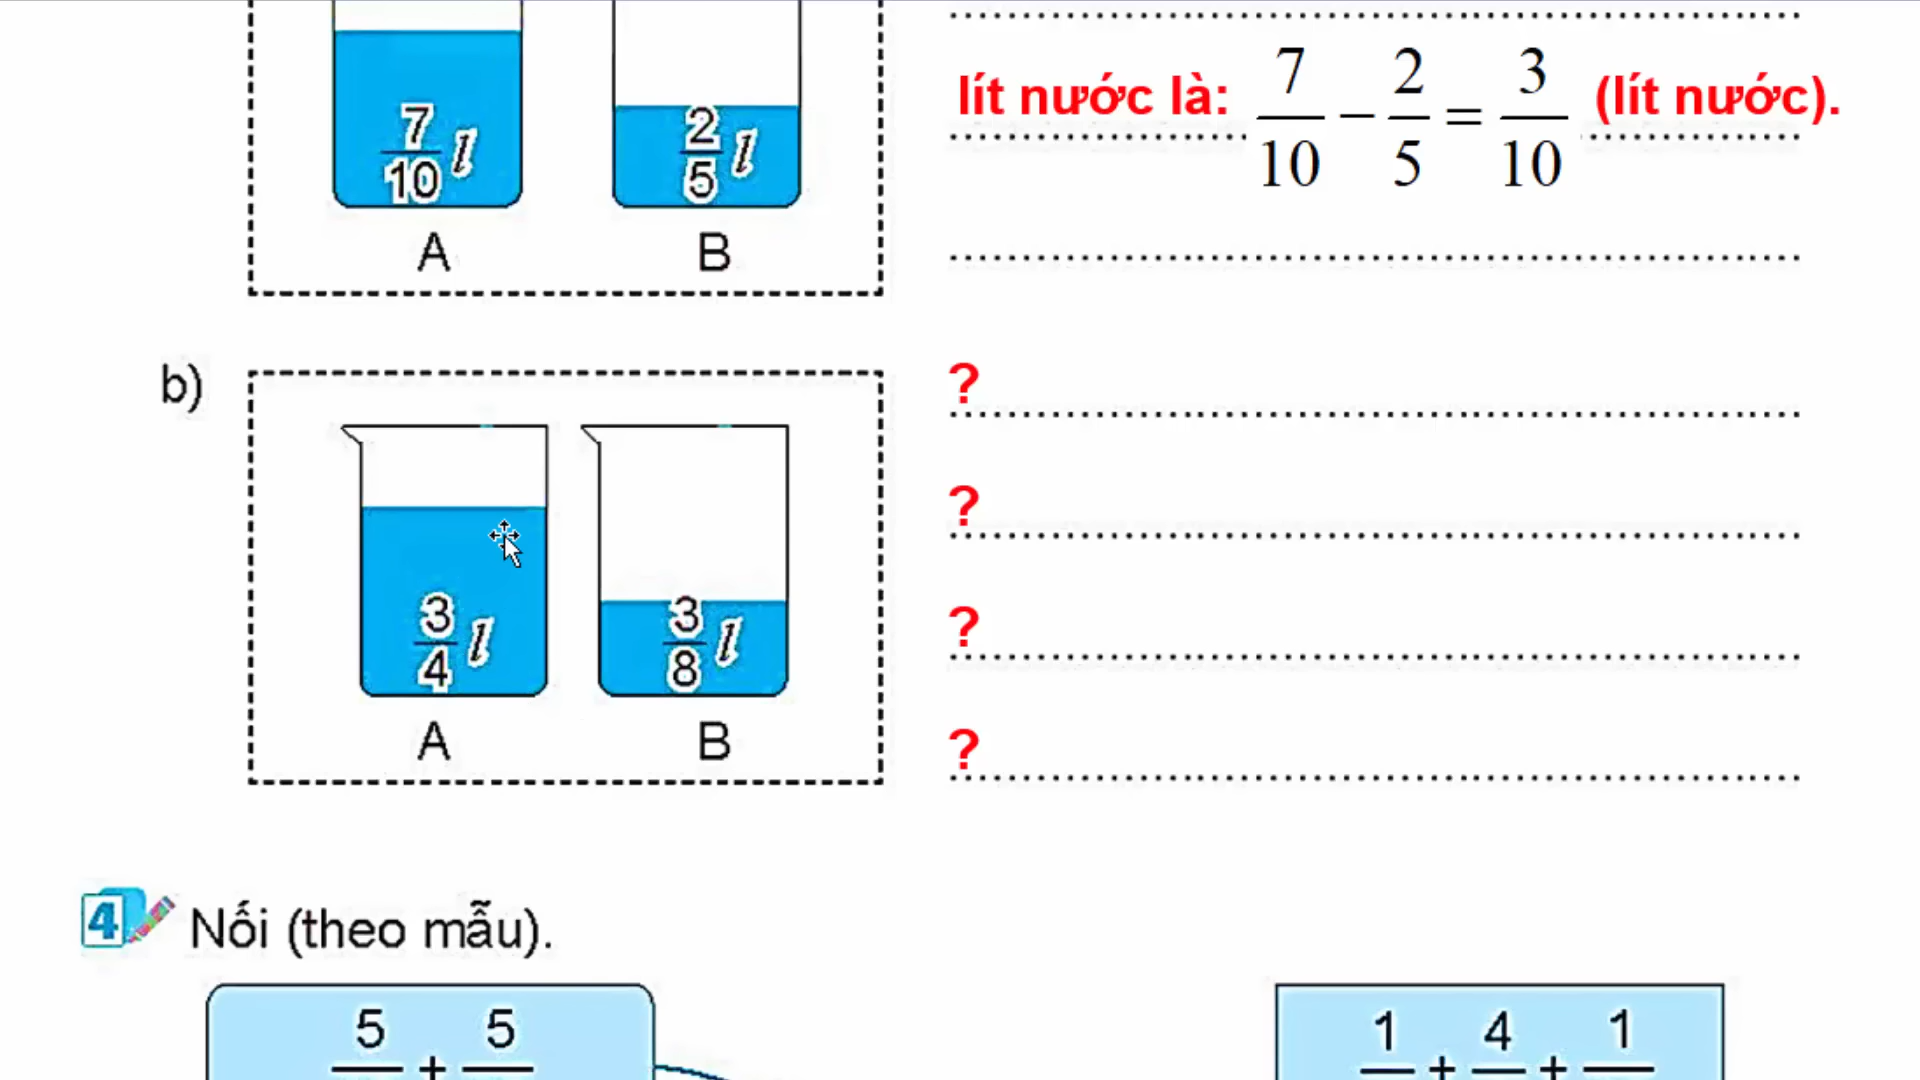 lít nước là: 7/10 − 2/5 = 3/10 (lít nước).
7/10 l
2/5 l
A B
b)
?
?
?
?
3/4 l
3/8 l
A B
4 Nối (theo mẫu).
5 + 5
1 + 4 + 1